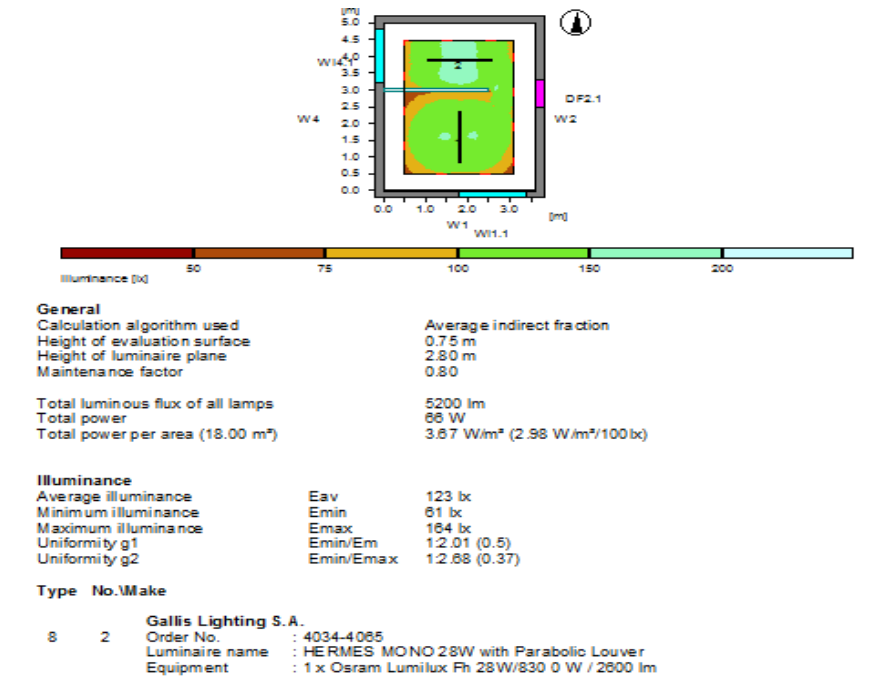 [m]
5.0
4.5
WI4.1 4.0
3.5
3.0
2.5
DF2.1
W4
2.0
W2
1.5
1.0
0.5
0.0
0.0 1.0 2.0 3.0 [m]
W1
WI1.1
50 75 100 150 200
Illuminance [lx]
General
Calculation algorithm used Average indirect fraction
Height of evaluation surface 0.75 m
Height of luminaire plane 2.80 m
Maintenance factor 0.80
Total luminous flux of all lamps 5200 lm
Total power 66 W
Total power per area (18.00 m²) 3.67 W/m² (2.98 W/m²/100lx)
Illuminance
Average illuminance Eav 123 lx
Minimum illuminance Emin 61 lx
Maximum illuminance Emax 164 lx
Uniformity g1 Emin/Em 1:2.01 (0.5)
Uniformity g2 Emin/Emax 1:2.68 (0.37)
Type No.\Make
Gallis Lighting S.A.
8 2 Order No. : 4034-4065
Luminaire name : HERMES MONO 28W with Parabolic Louver
Equipment : 1 x Osram Lumilux Fh 28W/830 0 W / 2600 lm